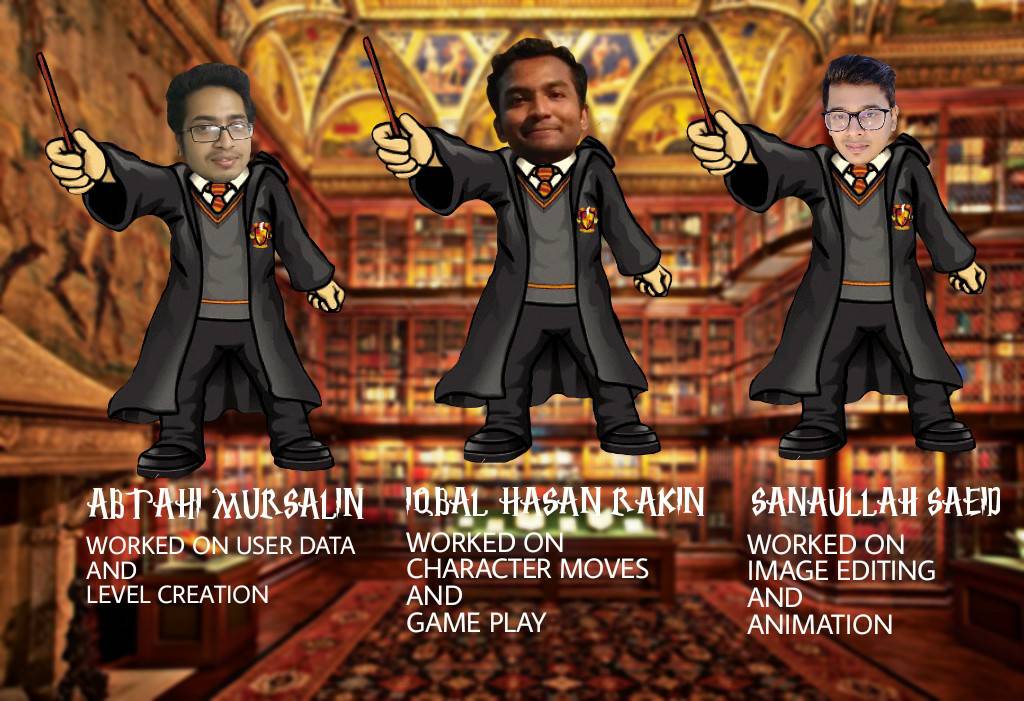 ABTAHI MURSALIN
WORKED ON USER DATA
AND
LEVEL CREATION
IQBAL HASAN RAKIN
WORKED ON
CHARACTER MOVES
AND
GAME PLAY
SANAULLAH SAEID
WORKED ON
IMAGE EDITING
AND
ANIMATION